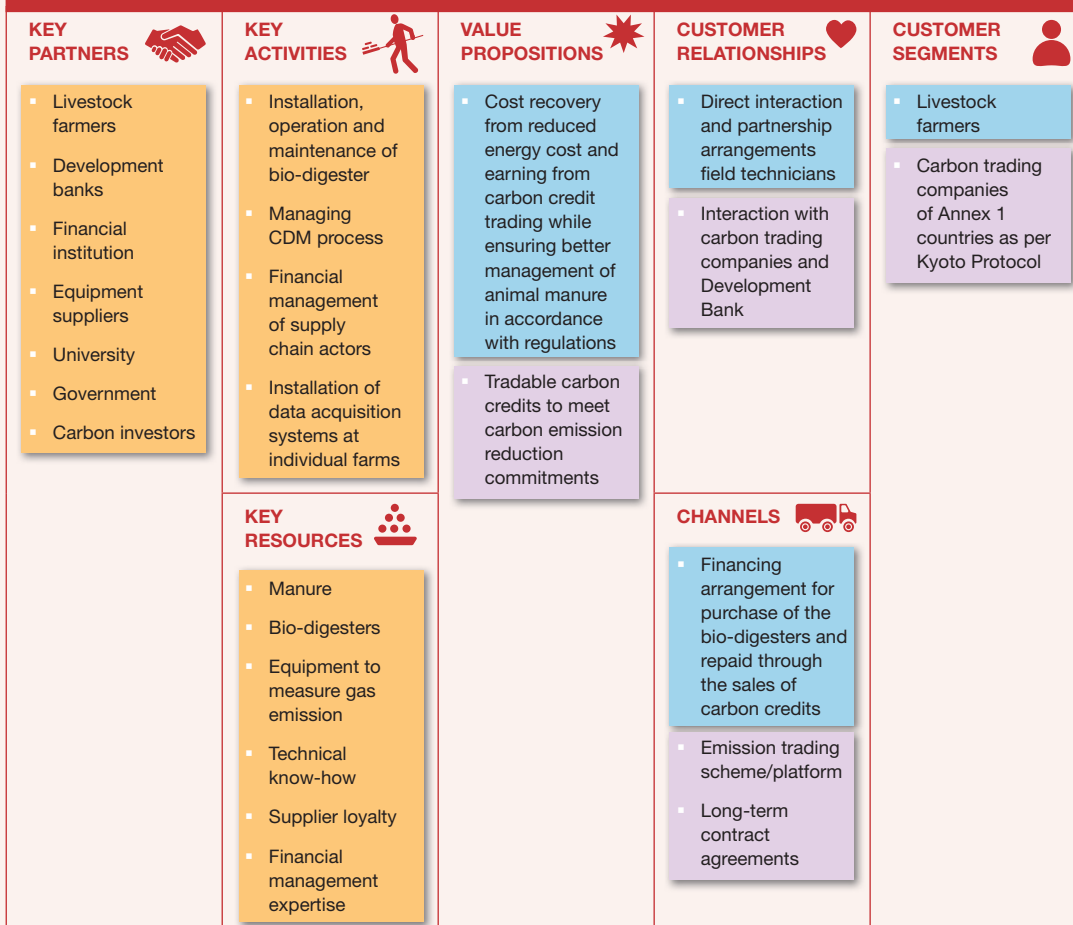 KEY
PARTNERS
Livestock
farmers
Development
banks
Financial
institution
Equipment
suppliers
University
Government
Carbon investors
KEY
ACTIVITIES
Installation,
operation and
maintenance of
bio-digester
Managing
CDM process
Financial
management
of supply
chain actors
Installation of
data acquisition
systems at
individual farms
KEY
RESOURCES
Manure
Bio-digesters
Equipment to
measure gas
emission
Technical
know-how
Supplier loyalty
Financial
management
expertise
VALUE
PROPOSITIONS
Cost recovery
from reduced
energy cost and
earning from
carbon credit
trading while
ensuring better
management of
animal manure
in accordance
with regulations
Tradable carbon
credits to meet
carbon emission
reduction
commitments
CUSTOMER
RELATIONSHIPS
Direct interaction
and partnership
arrangements
field technicians
Interaction with
carbon trading
companies and
Development
Bank
CHANNELS
Financing
arrangement for
purchase of the
bio-digesters and
repaid through
the sales of
carbon credits
Emission trading
scheme/platform
Long-term
contract
agreements
CUSTOMER
SEGMENTS
Livestock
farmers
Carbon trading
companies
of Annex 1
countries as per
Kyoto Protocol